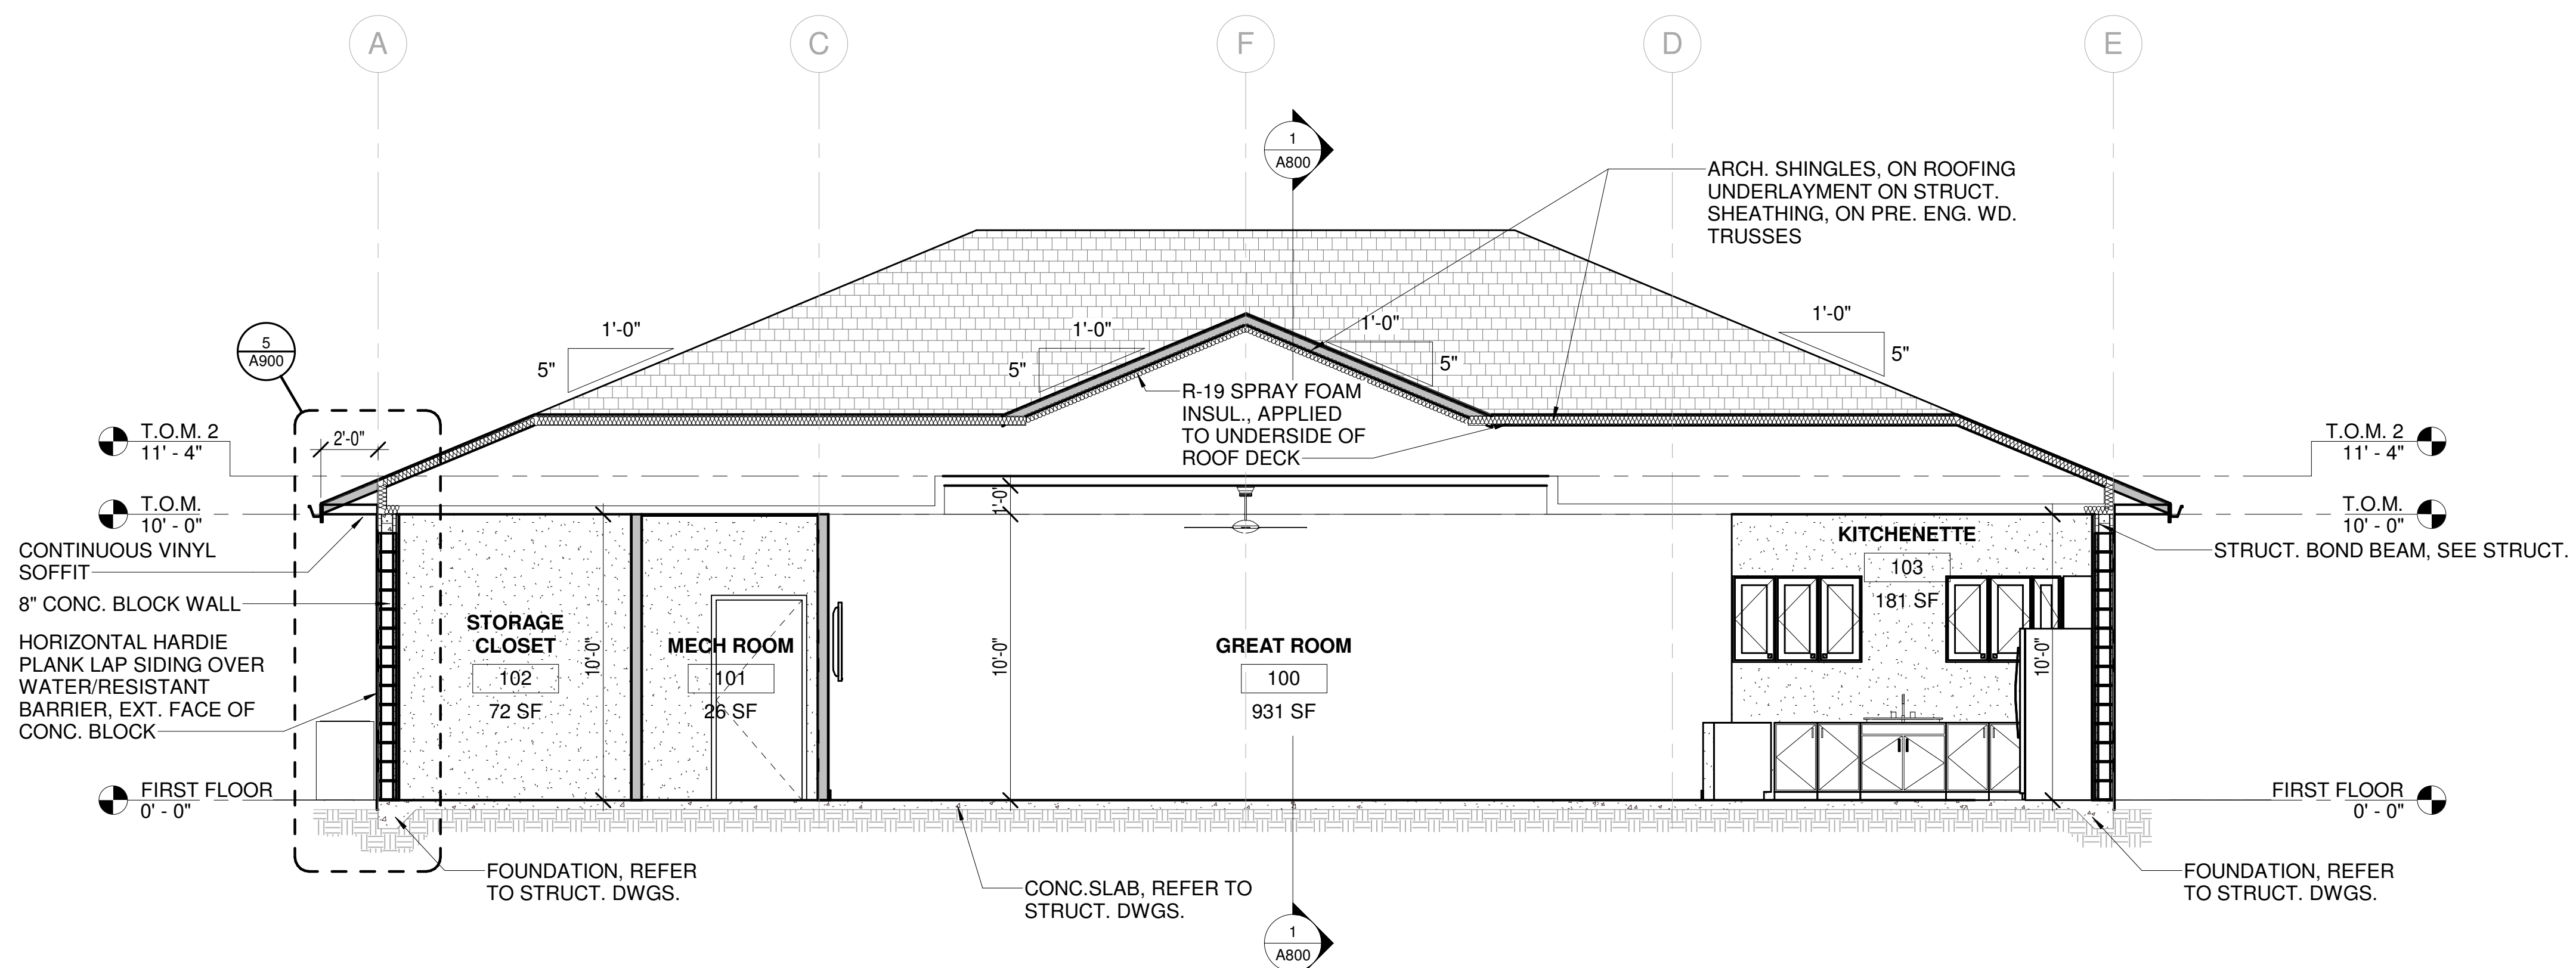 A
C
F
D
E
1
A800
ARCH. SHINGLES, ON ROOFING
UNDERLAYMENT ON STRUCT.
SHEATHING, ON PRE. ENG. WD.
TRUSSES
1'-0"
5"
1'-0"
5"
1'-0"
5"
1'-0"
5"
5
A900
R-19 SPRAY FOAM
INSUL., APPLIED
TO UNDERSIDE OF
ROOF DECK
T.O.M. 2
11' - 4"
2'-0"
T.O.M. 2
11' - 4"
T.O.M.
10' - 0"
1'-0"
T.O.M.
10' - 0"
CONTINUOUS VINYL
SOFFIT
8" CONC. BLOCK WALL
HORIZONTAL HARDIE
PLANK LAP SIDING OVER
WATER/RESISTANT
BARRIER, EXT. FACE OF
CONC. BLOCK
STORAGE
CLOSET
102
72 SF
10'-0"
MECH ROOM
101
26 SF
10'-0"
GREAT ROOM
100
931 SF
KITCHENETTE
103
181 SF
10'-0"
STRUCT. BOND BEAM, SEE STRUCT.
FIRST FLOOR
0' - 0"
FIRST FLOOR
0' - 0"
FOUNDATION, REFER
TO STRUCT. DWGS.
CONC.SLAB, REFER TO
STRUCT. DWGS.
FOUNDATION, REFER
TO STRUCT. DWGS.
1
A800